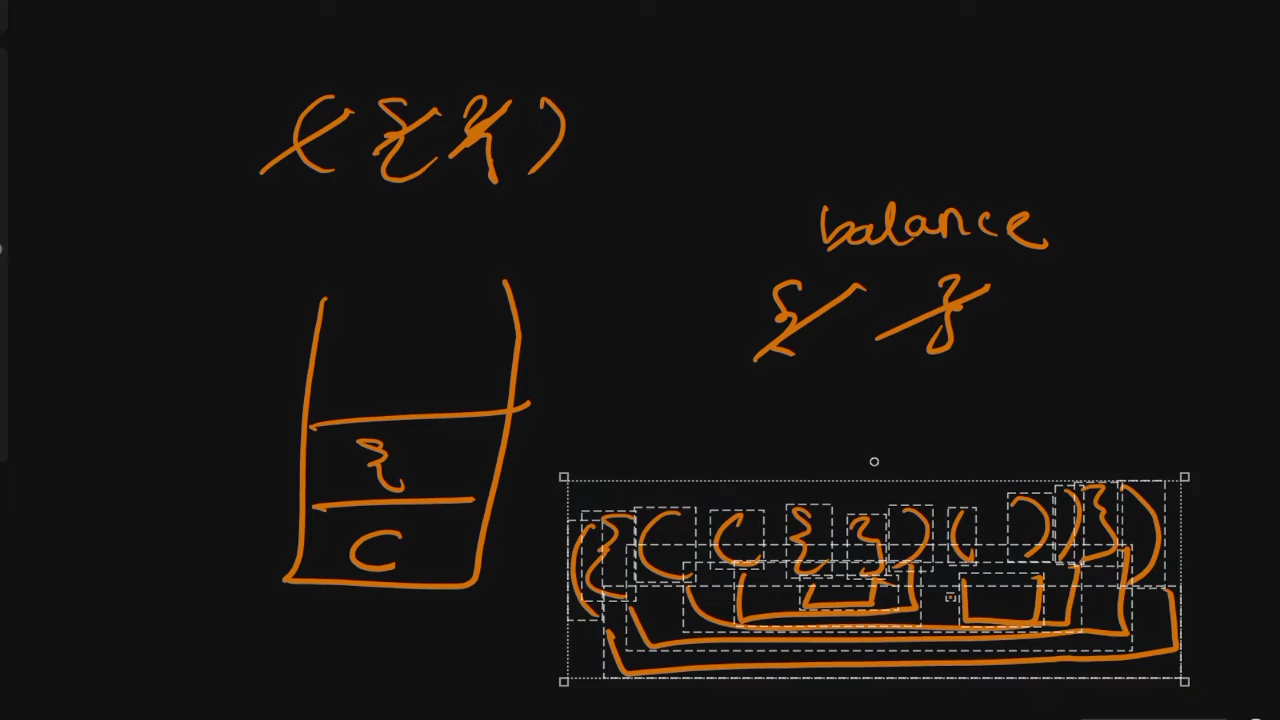 ( { } )
balance
{ }
{
(
( { ( ( { } ) ( ) ) } )